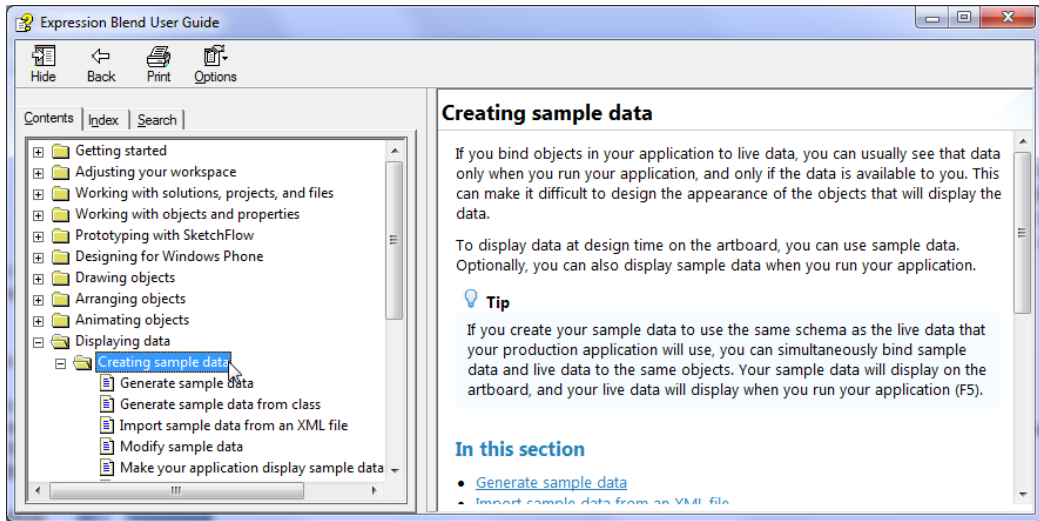 Expression Blend User Guide
Hide Back Print Options
Contents Index Search
Getting started
Adjusting your workspace
Working with solutions, projects, and files
Working with objects and properties
Prototyping with SketchFlow
Designing for Windows Phone
Drawing objects
Arranging objects
Animating objects
Displaying data
Creating sample data
Generate sample data
Generate sample data from class
Import sample data from an XML file
Modify sample data
Make your application display sample data
Creating sample data
If you bind objects in your application to live data, you can usually see that data
only when you run your application, and only if the data is available to you. This
can make it difficult to design the appearance of the objects that will display the
data.
To display data at design time on the artboard, you can use sample data.
Optionally, you can also display sample data when you run your application.
Tip
If you create your sample data to use the same schema as the live data that
your production application will use, you can simultaneously bind sample
data and live data to the same objects. Your sample data will display on the
artboard, and your live data will display when you run your application (F5).
In this section
• Generate sample data
• Import sample data from an XML file